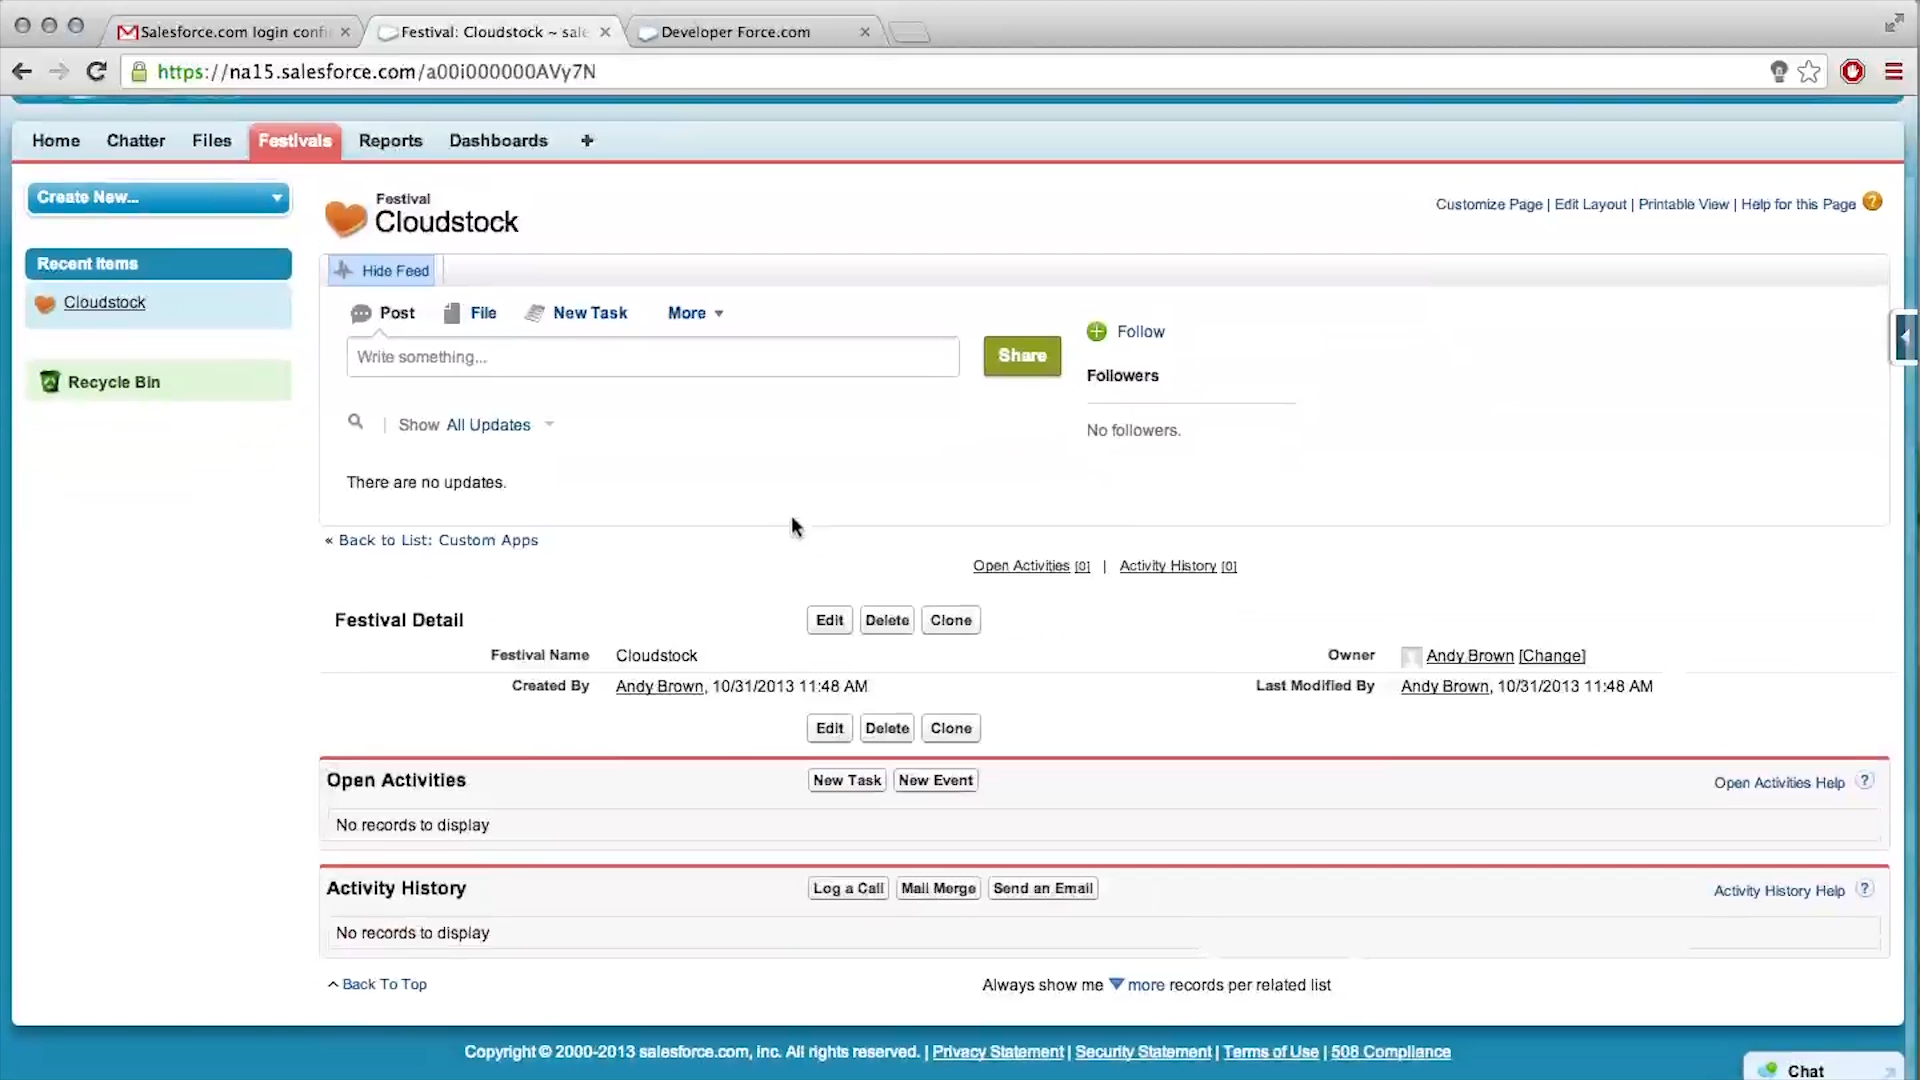 Salesforce.com login confi
Festival: Cloudstock ~ sale
Developer Force.com
https://na15.salesforce.com/a00i000000AVy7N
Home
Chatter
Files
Festivals
Reports
Dashboards
Create New...
Recent Items
Cloudstock
Recycle Bin
Festival
Cloudstock
Customize Page | Edit Layout | Printable View | Help for this Page ?
Hide Feed
Post
File
New Task
More
Write something...
Share
Follow
Followers
No followers.
Show All Updates
There are no updates.
« Back to List: Custom Apps
Open Activities [0] | Activity History [0]
Festival Detail
Edit Delete Clone
Festival Name Cloudstock
Owner Andy Brown [Change]
Created By Andy Brown, 10/31/2013 11:48 AM
Last Modified By Andy Brown, 10/31/2013 11:48 AM
Edit Delete Clone
Open Activities
New Task New Event
Open Activities Help ?
No records to display
Activity History
Log a Call Mail Merge Send an Email
Activity History Help ?
No records to display
Back To Top
Always show me more records per related list
Copyright © 2000-2013 salesforce.com, inc. All rights reserved. | Privacy Statement | Security Statement | Terms of Use | 508 Compliance
Chat